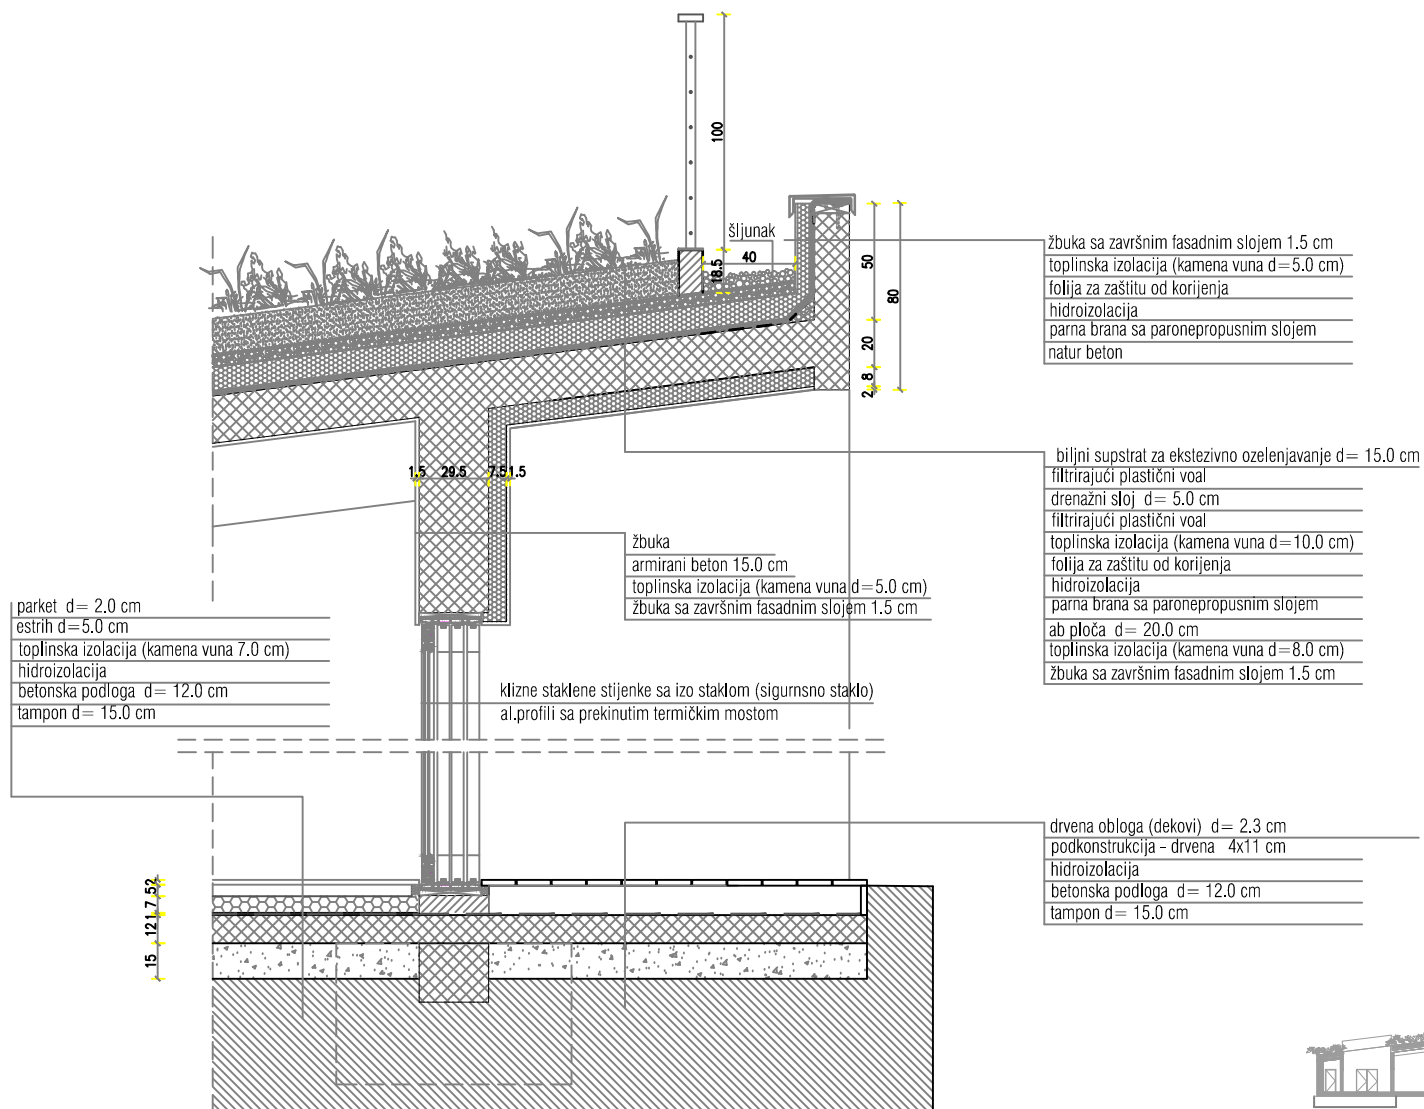 100
šljunak
40
18.5
50
80
20
8
2
žbuka sa završnim fasadnim slojem 1.5 cm
toplinska izolacija (kamena vuna d=5.0 cm)
folija za zaštitu od korijenja
hidroizolacija
parna brana sa paronepropusnim slojem
natur beton
1.5 29.5 7.5 1.5
biljni supstrat za ekstezivno ozelenjavanje d= 15.0 cm
filtrirajući plastični voal
drenažni sloj d= 5.0 cm
filtrirajući plastični voal
toplinska izolacija (kamena vuna d=10.0 cm)
folija za zaštitu od korijenja
hidroizolacija
parna brana sa paronepropusnim slojem
ab ploča d= 20.0 cm
toplinska izolacija (kamena vuna d=8.0 cm)
žbuka sa završnim fasadnim slojem 1.5 cm
žbuka
armirani beton 15.0 cm
toplinska izolacija (kamena vuna d=5.0 cm)
žbuka sa završnim fasadnim slojem 1.5 cm
parket d= 2.0 cm
estrih d=5.0 cm
toplinska izolacija (kamena vuna 7.0 cm)
hidroizolacija
betonska podloga d= 12.0 cm
tampon d= 15.0 cm
klizne staklene stijenke sa izo staklom (sigurnsno staklo)
al.profili sa prekinutim termičkim mostom
drvena obloga (dekovi) d= 2.3 cm
podkonstrukcija - drvena 4x11 cm
hidroizolacija
betonska podloga d= 12.0 cm
tampon d= 15.0 cm
2
5
7
1
12
15